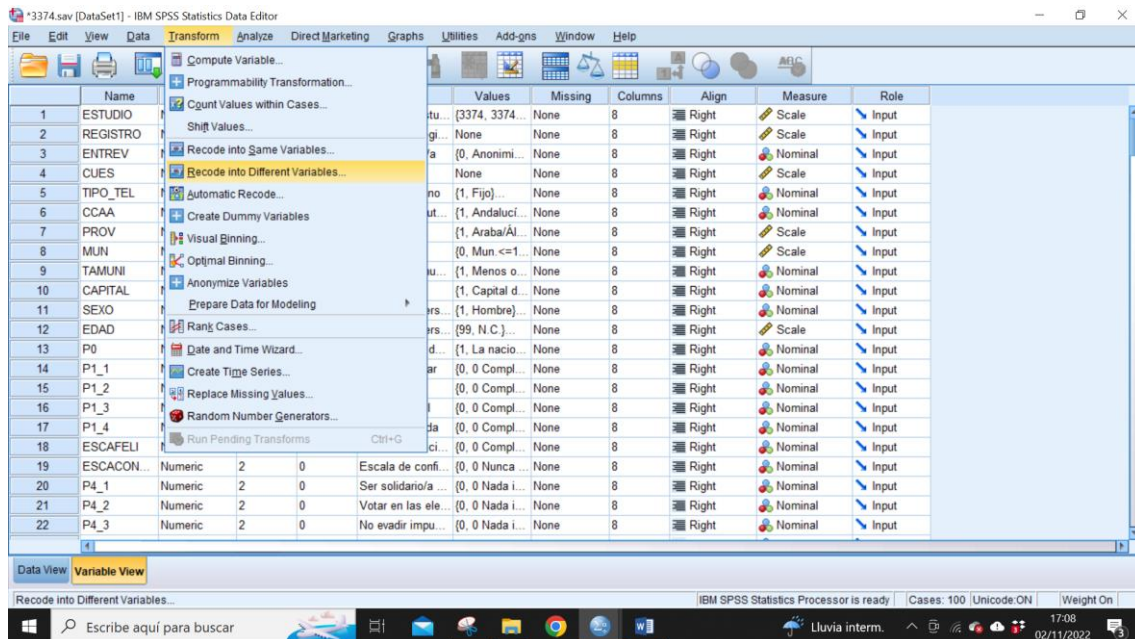 *3374.sav [DataSet1] - IBM SPSS Statistics Data Editor
File Edit View Data Transform Analyze Direct Marketing Graphs Utilities Add-ons Window Help
Compute Variable...
Programmability Transformation...
Count Values within Cases...
Shift Values...
Recode into Same Variables...
Recode into Different Variables...
Automatic Recode...
Create Dummy Variables
Visual Binning...
Optimal Binning...
Anonymize Variables
Prepare Data for Modeling
Rank Cases...
Date and Time Wizard...
Create Time Series...
Replace Missing Values...
Random Number Generators...
Run Pending Transforms Ctrl+G
Name Values Missing Columns Align Measure Role
1 ESTUDIO {3374, 3374... None 8 Right Scale Input
2 REGISTRO None None 8 Right Scale Input
3 ENTREV {0, Anonimi... None 8 Right Nominal Input
4 CUES None None 8 Right Scale Input
5 TIPO_TEL no {1, Fijo}... None 8 Right Nominal Input
6 CCAA ut... {1, Andalucí... None 8 Right Nominal Input
7 PROV {1, Araba/Ál... None 8 Right Scale Input
8 MUN {0, Mun.<=1... None 8 Right Scale Input
9 TAMUNI {1, Menos o... None 8 Right Nominal Input
10 CAPITAL {1, Capital d... None 8 Right Nominal Input
11 SEXO ers... {1, Hombre}... None 8 Right Nominal Input
12 EDAD ers... {99, N.C.}... None 8 Right Scale Input
13 P0 d... {1, La nacio... None 8 Right Nominal Input
14 P1_1 ar {0, 0 Compl... None 8 Right Nominal Input
15 P1_2 {0, 0 Compl... None 8 Right Nominal Input
16 P1_3 {0, 0 Compl... None 8 Right Nominal Input
17 P1_4 da {0, 0 Compl... None 8 Right Nominal Input
18 ESCAFELI ci... {0, 0 Compl... None 8 Right Nominal Input
19 ESCACON... Numeric 2 0 Escala de confi... {0, 0 Nunca ... None 8 Right Nominal Input
20 P4_1 Numeric 2 0 Ser solidario/a ... {0, 0 Nada i... None 8 Right Nominal Input
21 P4_2 Numeric 2 0 Votar en las ele... {0, 0 Nada i... None 8 Right Nominal Input
22 P4_3 Numeric 2 0 No evadir impu... {0, 0 Nada i... None 8 Right Nominal Input
Data View Variable View
Recode into Different Variables... IBM SPSS Statistics Processor is ready Cases: 100 Unicode:ON Weight On
Escribe aquí para buscar Lluvia interm. 17:08
02/11/2022